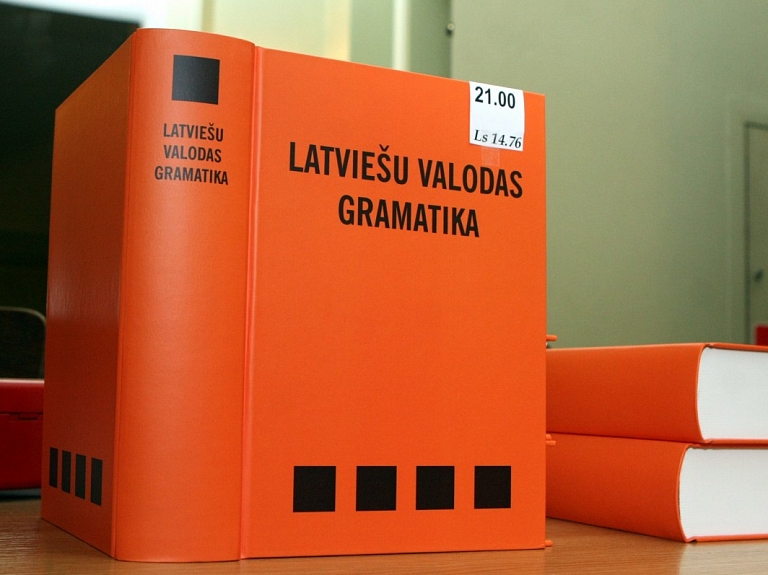 LATVIEŠU
VALODAS
GRAMATIKA
21.00
Ls 14.76
LATVIEŠU VALODAS
GRAMATIKA